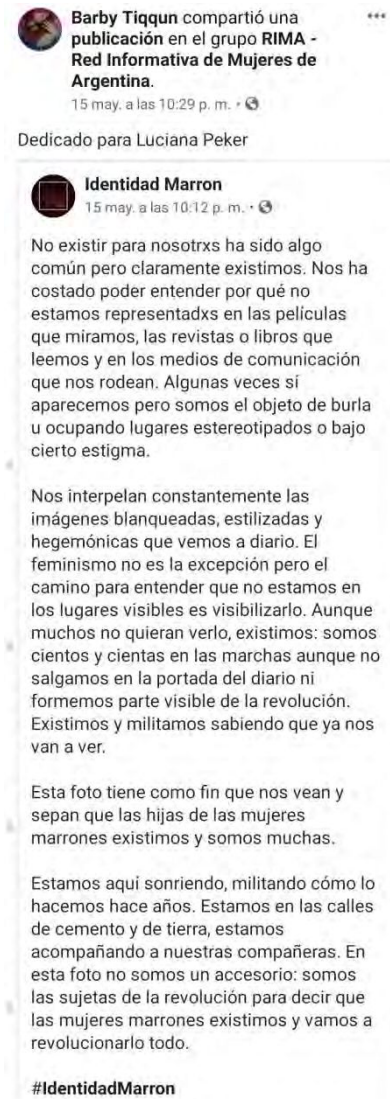 Barby Tiqqun compartió una
publicación en el grupo RIMA -
Red Informativa de Mujeres de
Argentina.
15 may. a las 10:29 p. m. ·
Dedicado para Luciana Peker
Identidad Marron
15 may. a las 10:12 p. m. ·
No existir para nosotrxs ha sido algo
común pero claramente existimos. Nos ha
costado poder entender por qué no
estamos representadxs en las películas
que miramos, las revistas o libros que
leemos y en los medios de comunicación
que nos rodean. Algunas veces sí
aparecemos pero somos el objeto de burla
u ocupando lugares estereotipados o bajo
cierto estigma.
Nos interpelan constantemente las
imágenes blanqueadas, estilizadas y
hegemónicas que vemos a diario. El
feminismo no es la excepción pero el
camino para entender que no estamos en
los lugares visibles es visibilizarlo. Aunque
muchos no quieran verlo, existimos: somos
cientos y cientas en las marchas aunque no
salgamos en la portada del diario ni
formemos parte visible de la revolución.
Existimos y militamos sabiendo que ya nos
van a ver.
Esta foto tiene como fin que nos vean y
sepan que las hijas de las mujeres
marrones existimos y somos muchas.
Estamos aquí sonriendo, militando cómo lo
hacemos hace años. Estamos en las calles
de cemento y de tierra, estamos
acompañando a nuestras compañeras. En
esta foto no somos un accesorio: somos
las sujetas de la revolución para decir que
las mujeres marrones existimos y vamos a
revolucionarlo todo.
#IdentidadMarron